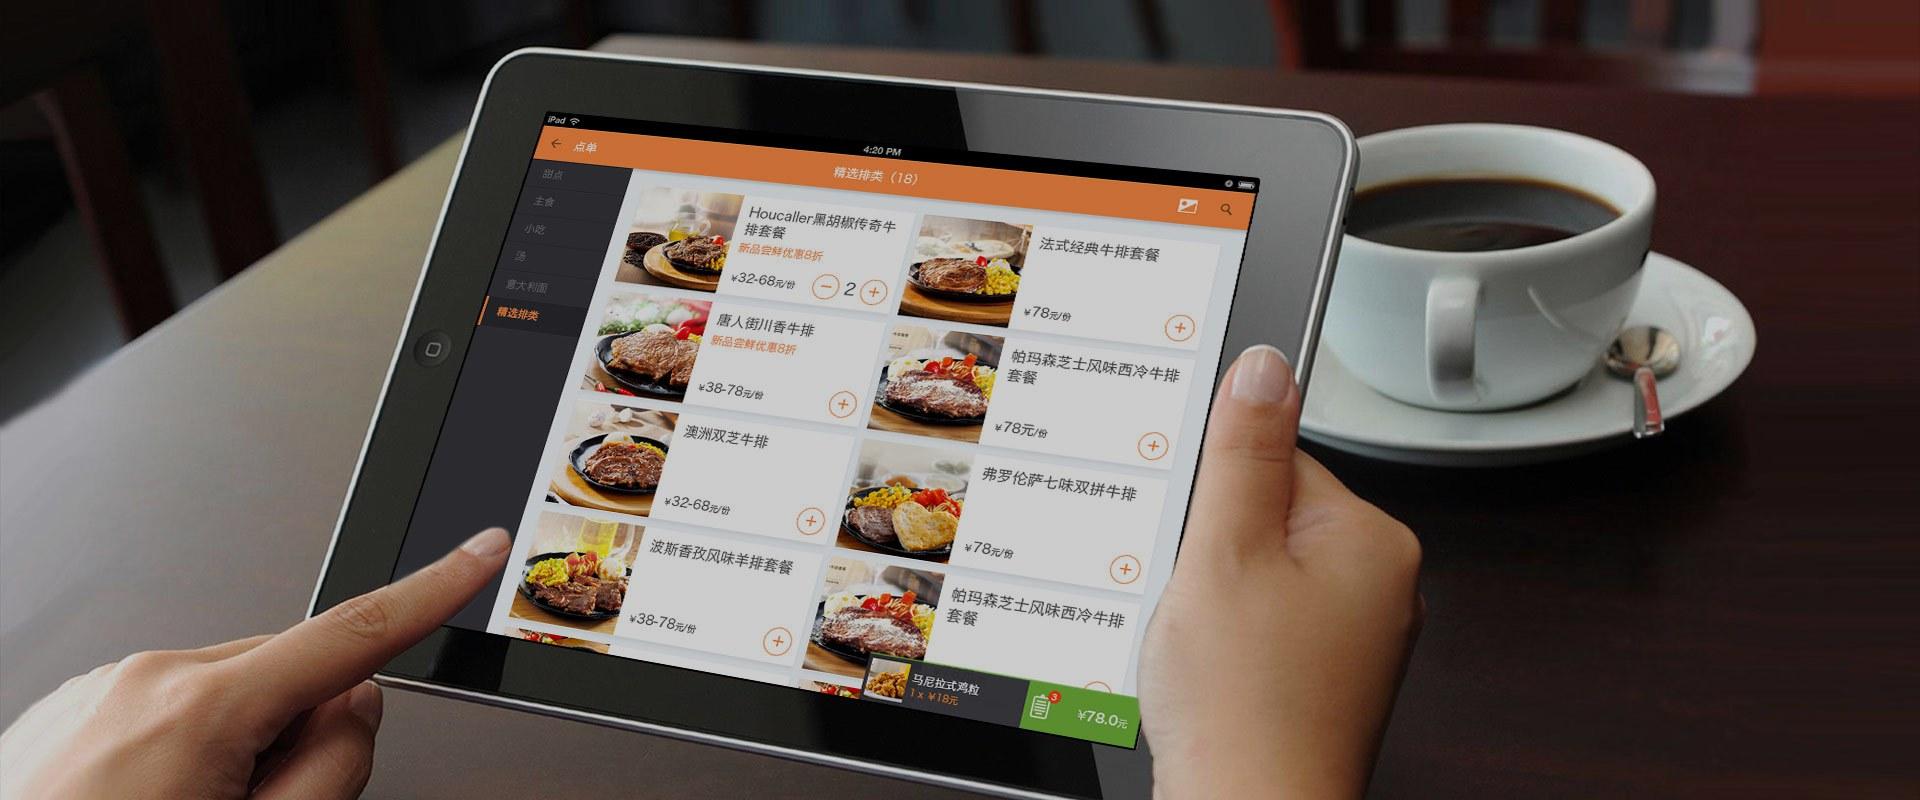 iPad
4:20 PM
点单
精选排类（18）
甜点
主食
小吃
汤
意大利面
精选排类
Houcaller黑胡椒传奇牛
排套餐
新品尝鲜优惠8折
¥32-68元/份
2
法式经典牛排套餐
¥78元/份
唐人街川香牛排
新品尝鲜优惠8折
¥38-78元/份
帕玛森芝士风味西冷牛排
套餐
¥78元/份
澳洲双芝牛排
¥32-68元/份
弗罗伦萨七味双拼牛排
¥78元/份
波斯香孜风味羊排套餐
¥38-78元/份
帕玛森芝士风味西冷牛排
套餐
马尼拉式鸡粒
1 x ¥18元
3
¥78.0元